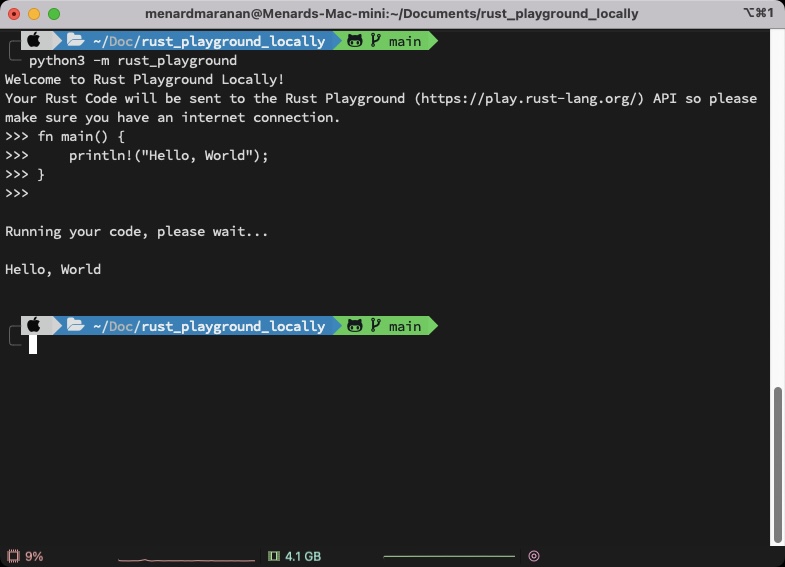 menardmaranan@Menards-Mac-mini:~/Documents/rust_playground_locally ⌥⌘1
~/Doc/rust_playground_locally main
python3 -m rust_playground
Welcome to Rust Playground Locally!
Your Rust Code will be sent to the Rust Playground (https://play.rust-lang.org/) API so please
make sure you have an internet connection.
>>> fn main() {
>>>     println!("Hello, World");
>>> }
>>>
Running your code, please wait...
Hello, World
~/Doc/rust_playground_locally main
9% 4.1 GB